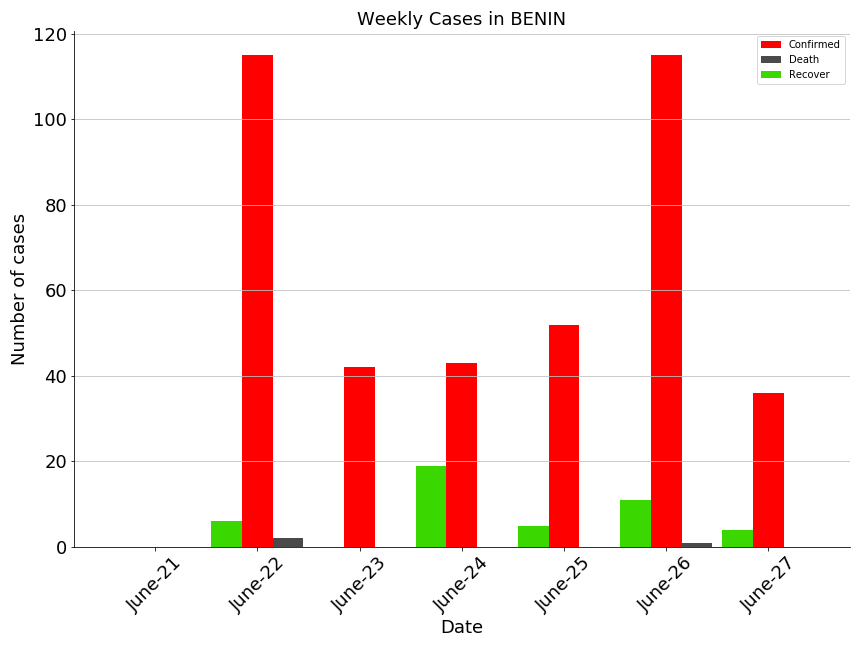 Weekly Cases in BENIN
Confirmed
Death
Recover
Number of cases
120
100
80
60
40
20
0
June-21
June-22
June-23
June-24
June-25
June-26
June-27
Date